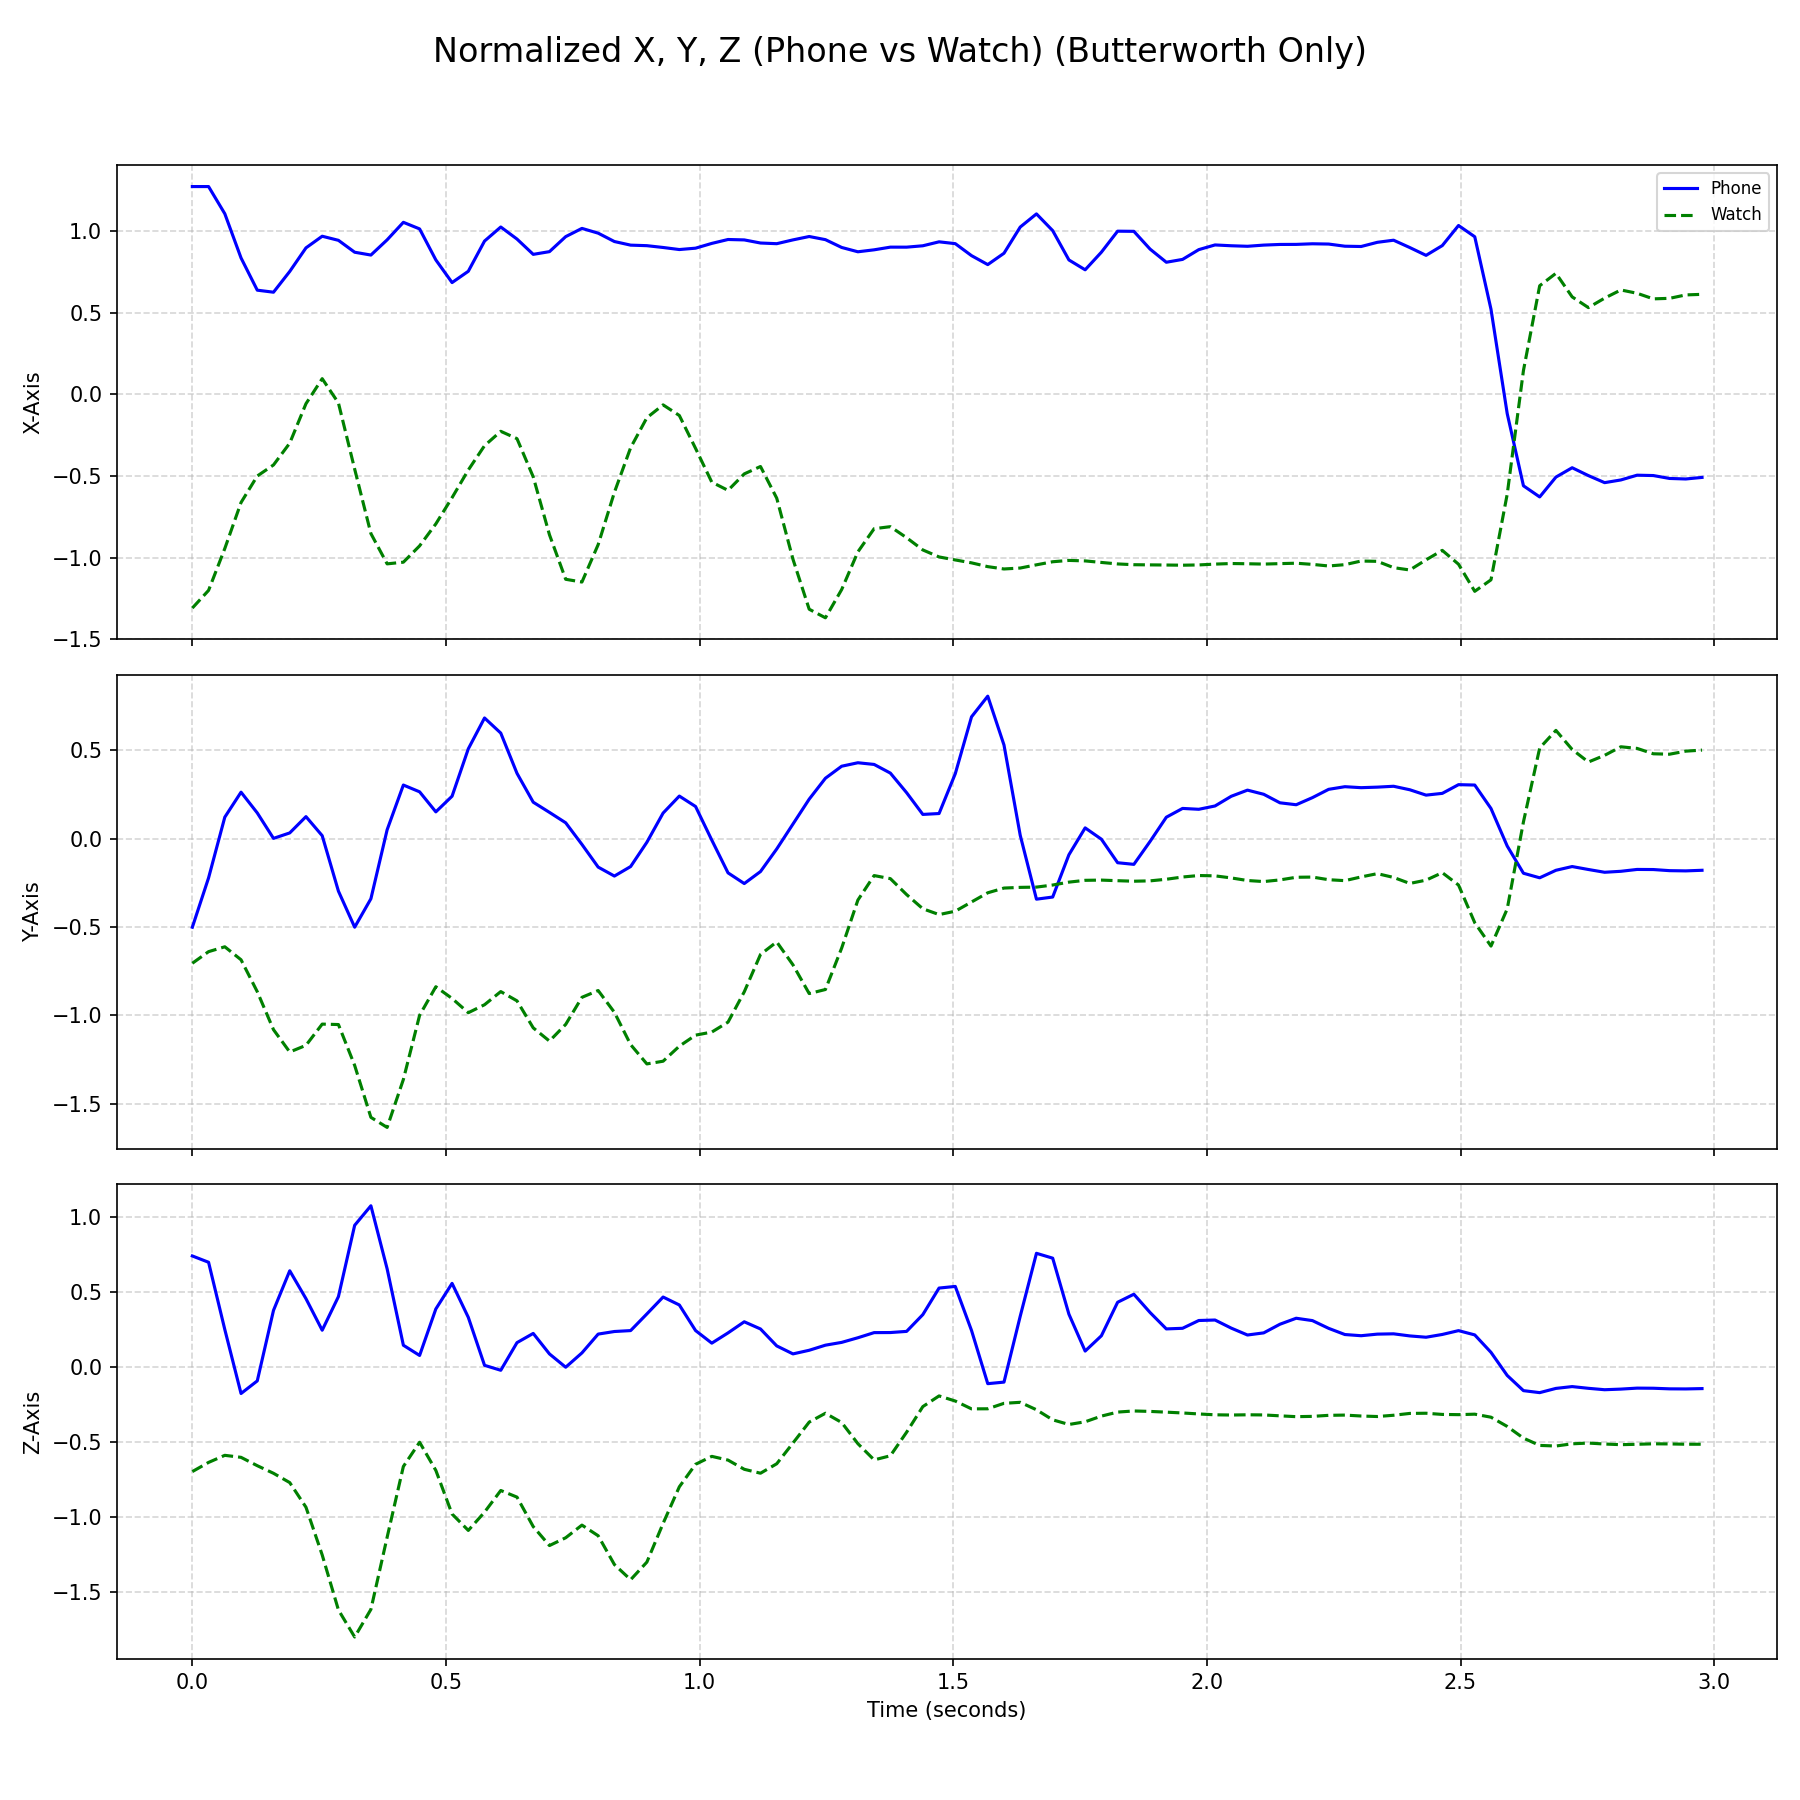 Normalized X, Y, Z (Phone vs Watch) (Butterworth Only)
Phone
Watch
1.0
0.5
0.0
−0.5
−1.0
−1.5
X-Axis
0.5
0.0
−0.5
−1.0
−1.5
Y-Axis
1.0
0.5
0.0
−0.5
−1.0
−1.5
Z-Axis
0.0 0.5 1.0 1.5 2.0 2.5 3.0
Time (seconds)